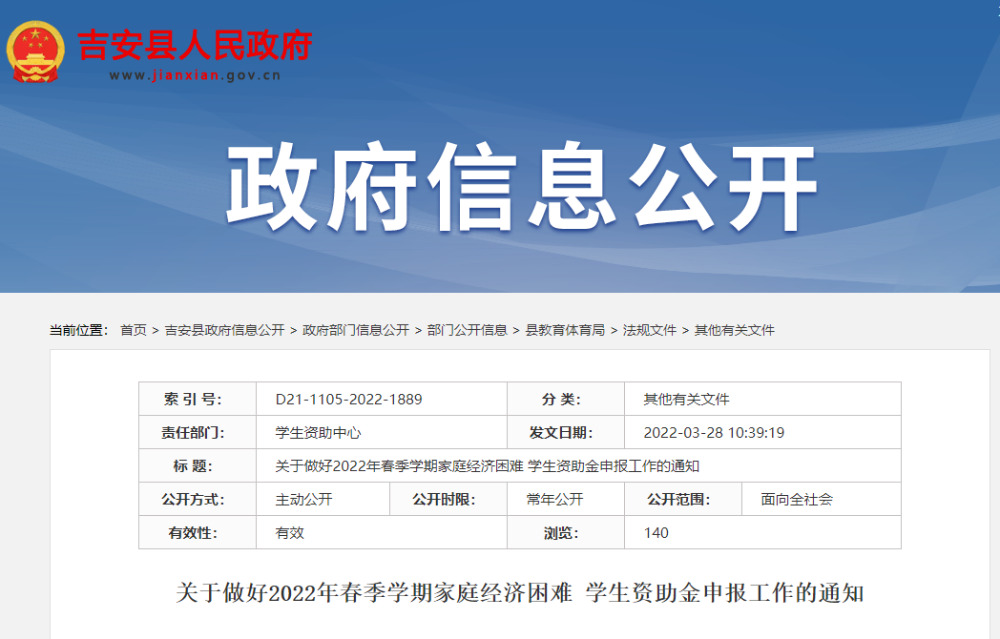 吉安县人民政府
www.jianxian.gov.cn
政府信息公开
当前位置： 首页 > 吉安县政府信息公开 > 政府部门信息公开 > 部门公开信息 > 县教育体育局 > 法规文件 > 其他有关文件
索 引 号： D21-1105-2022-1889 分 类： 其他有关文件
责任部门： 学生资助中心 发文日期： 2022-03-28 10:39:19
标 题： 关于做好2022年春季学期家庭经济困难 学生资助金申报工作的通知
公开方式： 主动公开 公开时限： 常年公开 公开范围： 面向全社会
有效性： 有效 浏览： 140
关于做好2022年春季学期家庭经济困难 学生资助金申报工作的通知